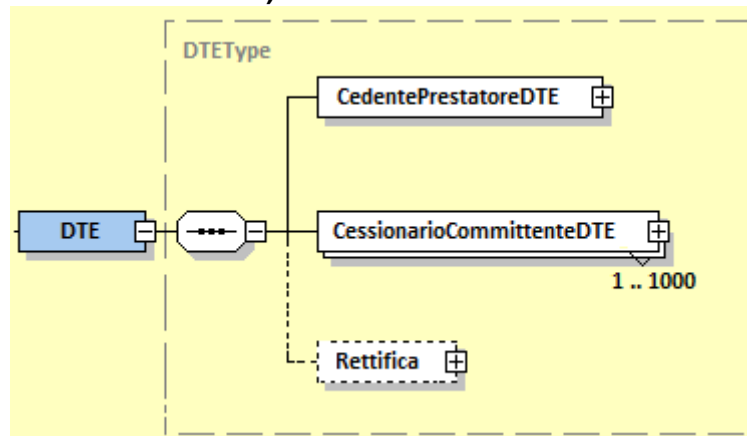 DTEType
CedentePrestatoreDTE
DTE
CessionarioCommittenteDTE
1 .. 1000
Rettifica